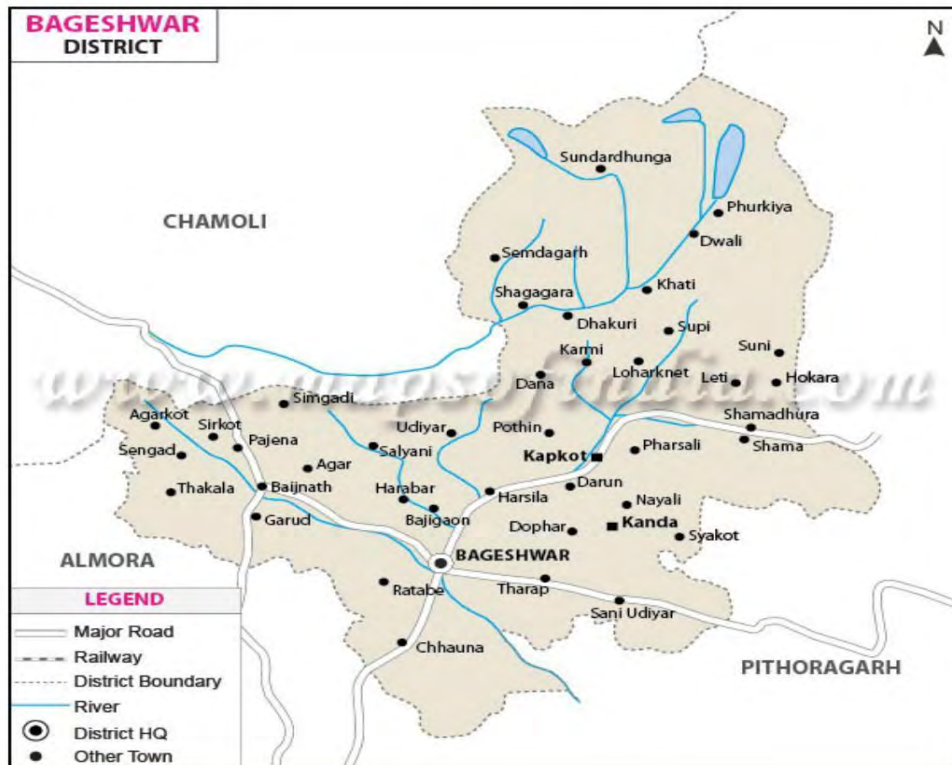 BAGESHWAR
DISTRICT
N
Sundardhunga
CHAMOLI
Phurkiya
Dwali
Semdagarh
Khati
Shagagara
Dhakuri
Supi
Karmi
Suni
Loharknet
www.mapsofindia.com
Dana
Leti
Hokara
Simgadi
Agarkot
Shamadhura
Udiyar
Pothin
Sirkot
Pajena
Pharsali
Shama
Sengad
Salyani
Kapkot
Agar
Thakala
Baijnath
Harabar
Harsila
Darun
Nayali
Bajigaon
Garud
Dophar
Kanda
Syakot
ALMORA
BAGESHWAR
Ratabe
Tharap
Sani Udiyar
LEGEND
Major Road
Railway
District Boundary
River
District HQ
Other Town
Chhauna
PITHORAGARH